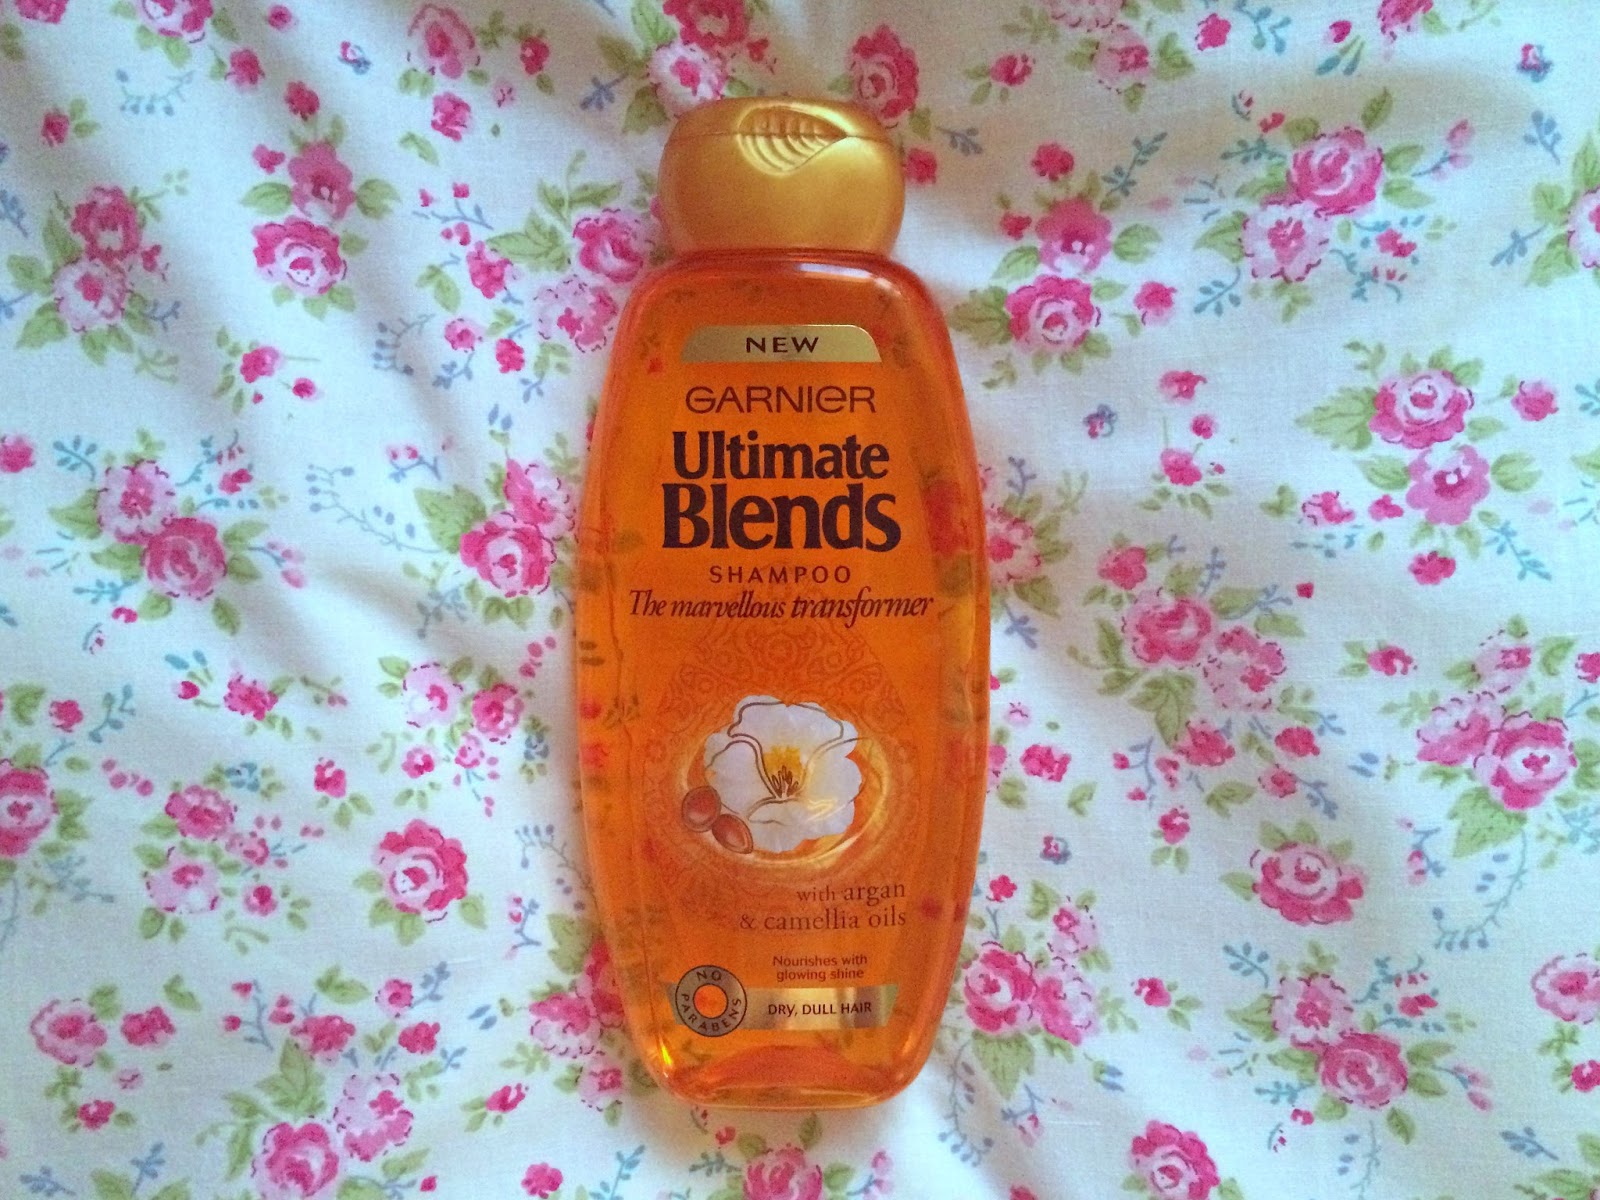 NEW
GARNIER
Ultimate
Blends
SHAMPOO
The marvellous transformer
with argan
& camellia oils
Nourishes with
glowing shine
NO PARABENS
DRY, DULL HAIR